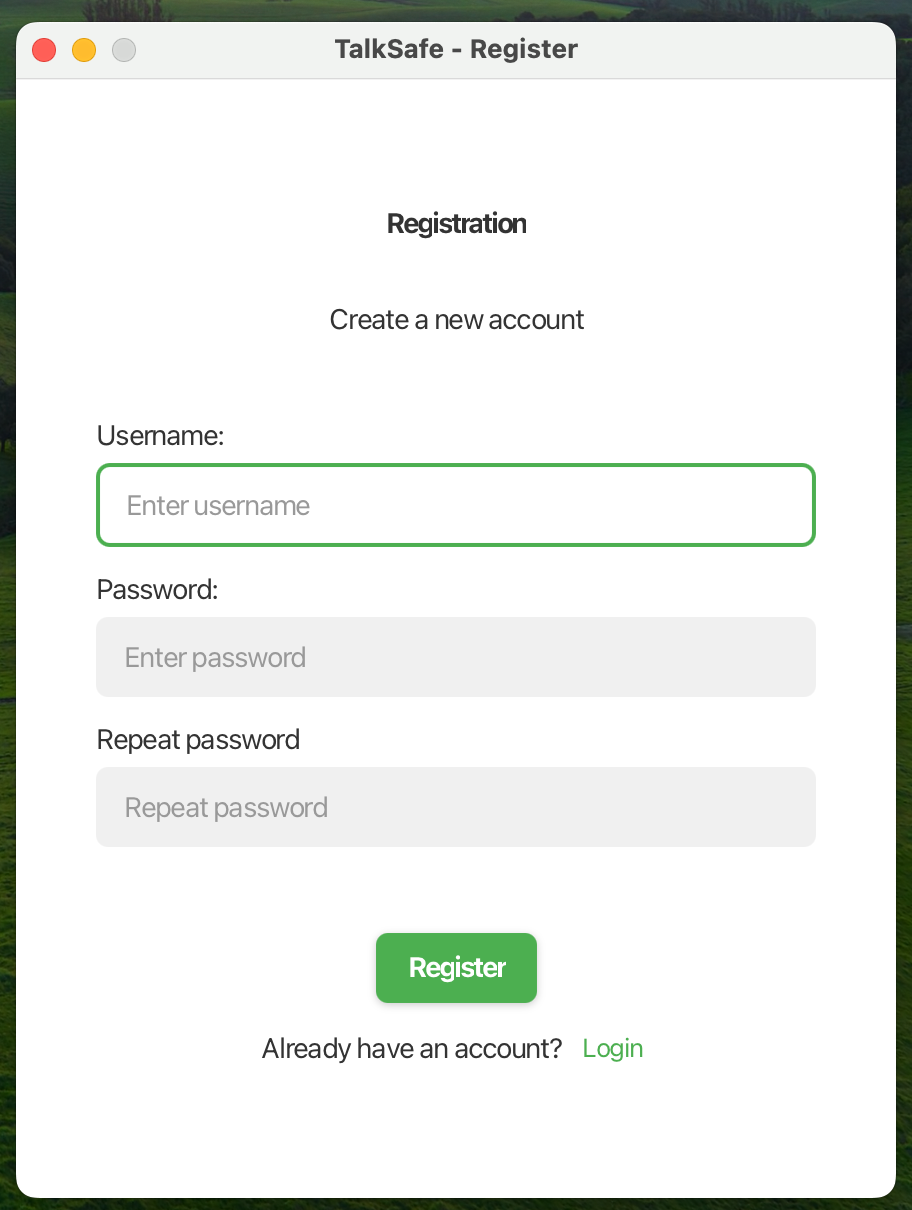 TalkSafe - Register
Registration
Create a new account
Username:
Enter username
Password:
Enter password
Repeat password
Repeat password
Register
Already have an account? Login